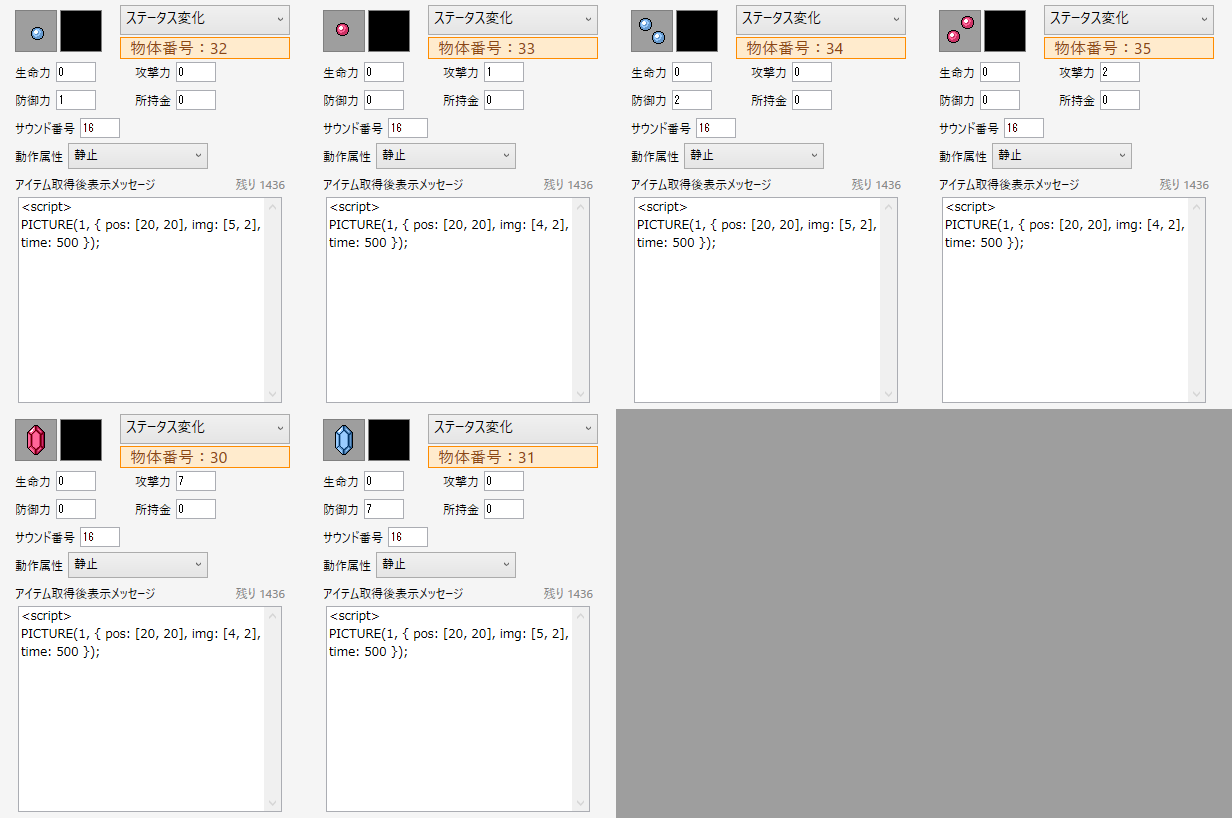 ステータス変化
物体番号：32
生命力 0 攻撃力 0
防御力 1 所持金 0
サウンド番号 16
動作属性 静止
アイテム取得後表示メッセージ 残り 1436
<script>
PICTURE(1, { pos: [20, 20], img: [5, 2],
time: 500 });
ステータス変化
物体番号：33
生命力 0 攻撃力 1
防御力 0 所持金 0
サウンド番号 16
動作属性 静止
アイテム取得後表示メッセージ 残り 1436
<script>
PICTURE(1, { pos: [20, 20], img: [4, 2],
time: 500 });
ステータス変化
物体番号：34
生命力 0 攻撃力 0
防御力 2 所持金 0
サウンド番号 16
動作属性 静止
アイテム取得後表示メッセージ 残り 1436
<script>
PICTURE(1, { pos: [20, 20], img: [5, 2],
time: 500 });
ステータス変化
物体番号：35
生命力 0 攻撃力 2
防御力 0 所持金 0
サウンド番号 16
動作属性 静止
アイテム取得後表示メッセージ 残り 1436
<script>
PICTURE(1, { pos: [20, 20], img: [4, 2],
time: 500 });
ステータス変化
物体番号：30
生命力 0 攻撃力 7
防御力 0 所持金 0
サウンド番号 16
動作属性 静止
アイテム取得後表示メッセージ 残り 1436
<script>
PICTURE(1, { pos: [20, 20], img: [4, 2],
time: 500 });
ステータス変化
物体番号：31
生命力 0 攻撃力 0
防御力 7 所持金 0
サウンド番号 16
動作属性 静止
アイテム取得後表示メッセージ 残り 1436
<script>
PICTURE(1, { pos: [20, 20], img: [5, 2],
time: 500 });